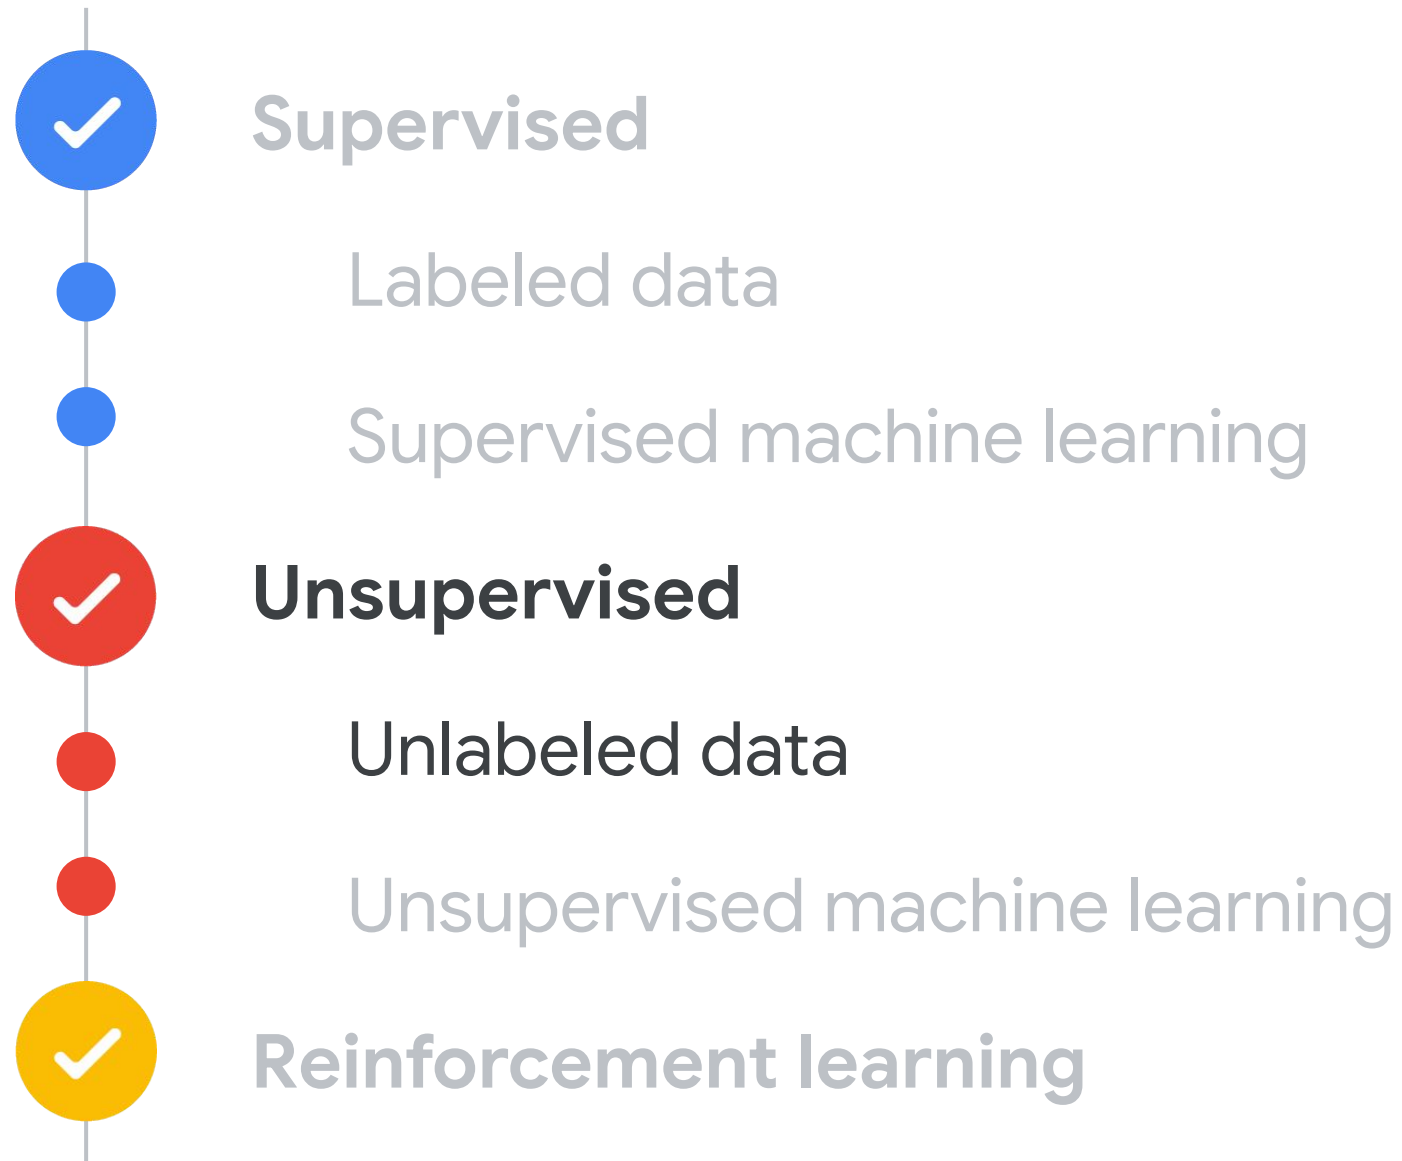 Supervised
Labeled data
Supervised machine learning
Unsupervised
Unlabeled data
Unsupervised machine learning
Reinforcement learning